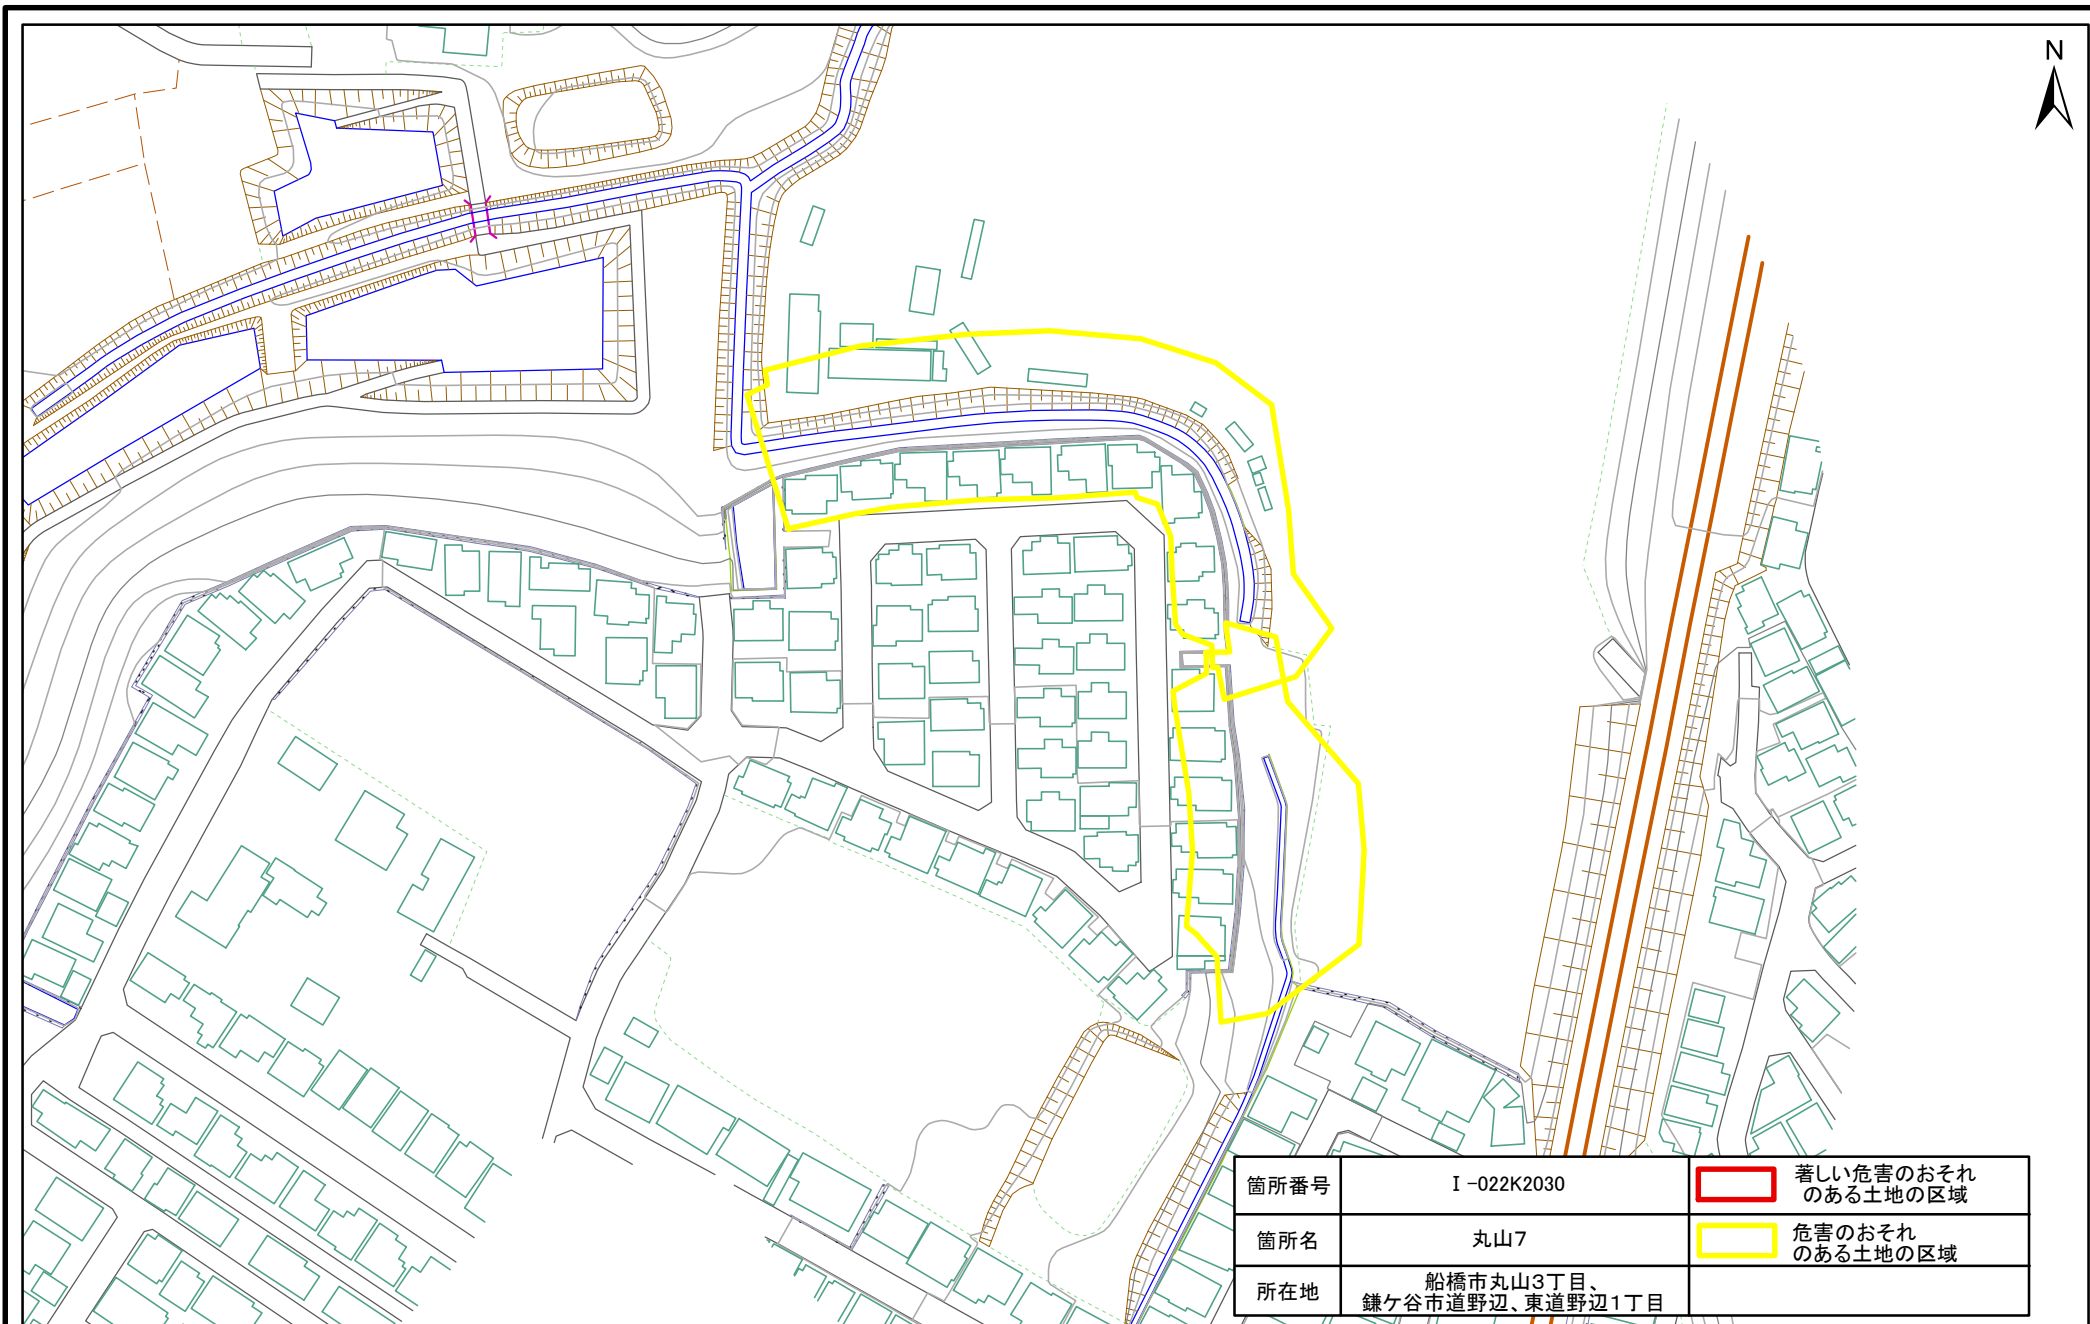 N
箇所番号
Ⅰ-022K2030
著しい危害のおそれ
のある土地の区域
箇所名
丸山7
危害のおそれ
のある土地の区域
所在地
船橋市丸山3丁目、
鎌ケ谷市道野辺、東道野辺1丁目